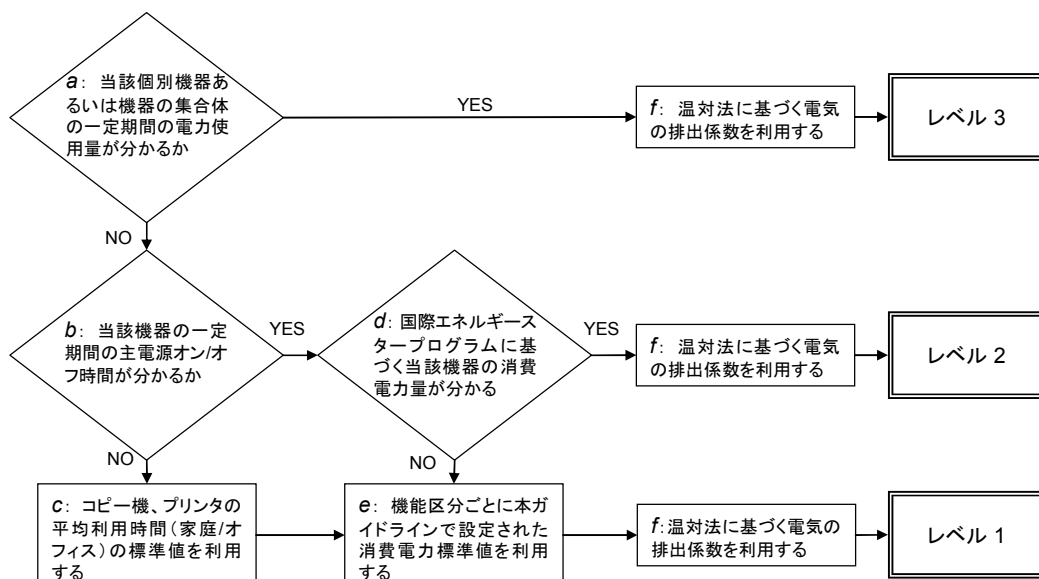 a: 当該個別機器あ
るいは機器の集合体
の一定期間の電力使
用量が分かるか
YES
f: 温対法に基づく電気
の排出係数を利用する
レベル 3
NO
b: 当該機器の一定
期間の主電源オン/オ
フ時間が分かるか
YES
d: 国際エネルギース
タープログラムに基
づく当該機器の消費
電力量が分かる
YES
f: 温対法に基づく電気
の排出係数を利用する
レベル 2
NO
NO
c: コピー機、プリンタの
平均利用時間(家庭/オ
フィス)の標準値を利用
する
e: 機能区分ごとに本ガ
イドラインで設定された
消費電力標準値を利用
する
f:温対法に基づく電気の
排出係数を利用する
レベル 1